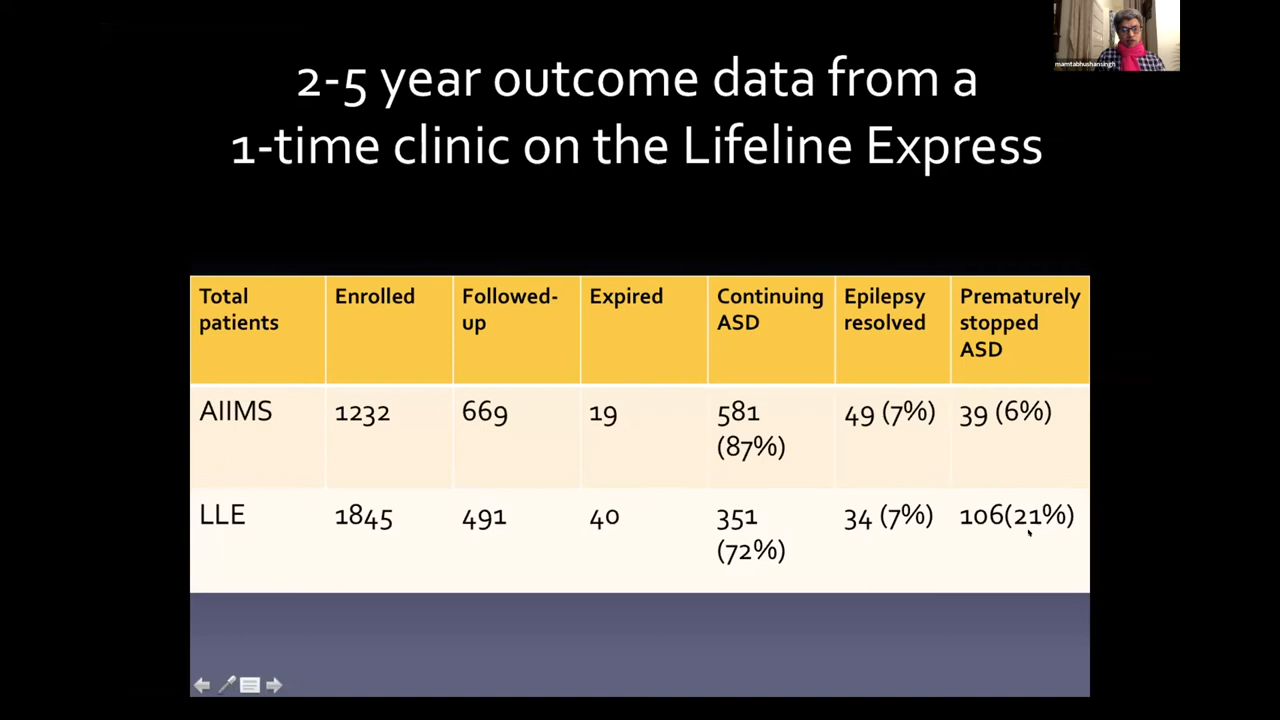 mamtabhushansingh
2-5 year outcome data from a
1-time clinic on the Lifeline Express
Total patients Enrolled Followed-up Expired Continuing ASD Epilepsy resolved Prematurely stopped ASD
AIIMS 1232 669 19 581 (87%) 49 (7%) 39 (6%)
LLE 1845 491 40 351 (72%) 34 (7%) 106(21%)